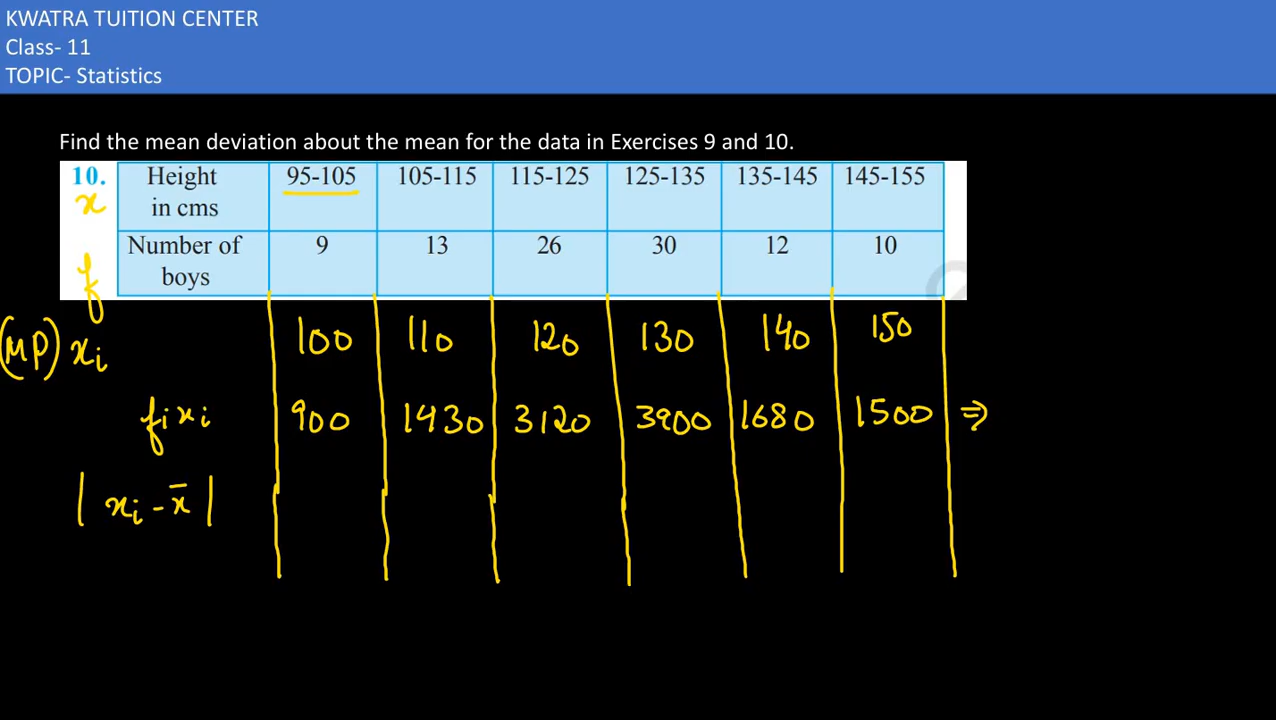 KWATRA TUITION CENTER
Class- 11
TOPIC- Statistics
Find the mean deviation about the mean for the data in Exercises 9 and 10.
10. Height 95-105 105-115 115-125 125-135 135-145 145-155
x in cms
Number of 9 13 26 30 12 10
f boys
(MP) xi 100 110 120 130 140 150
fixi 900 1430 3120 3900 1680 1500 ⇒
| xi - x̄ |